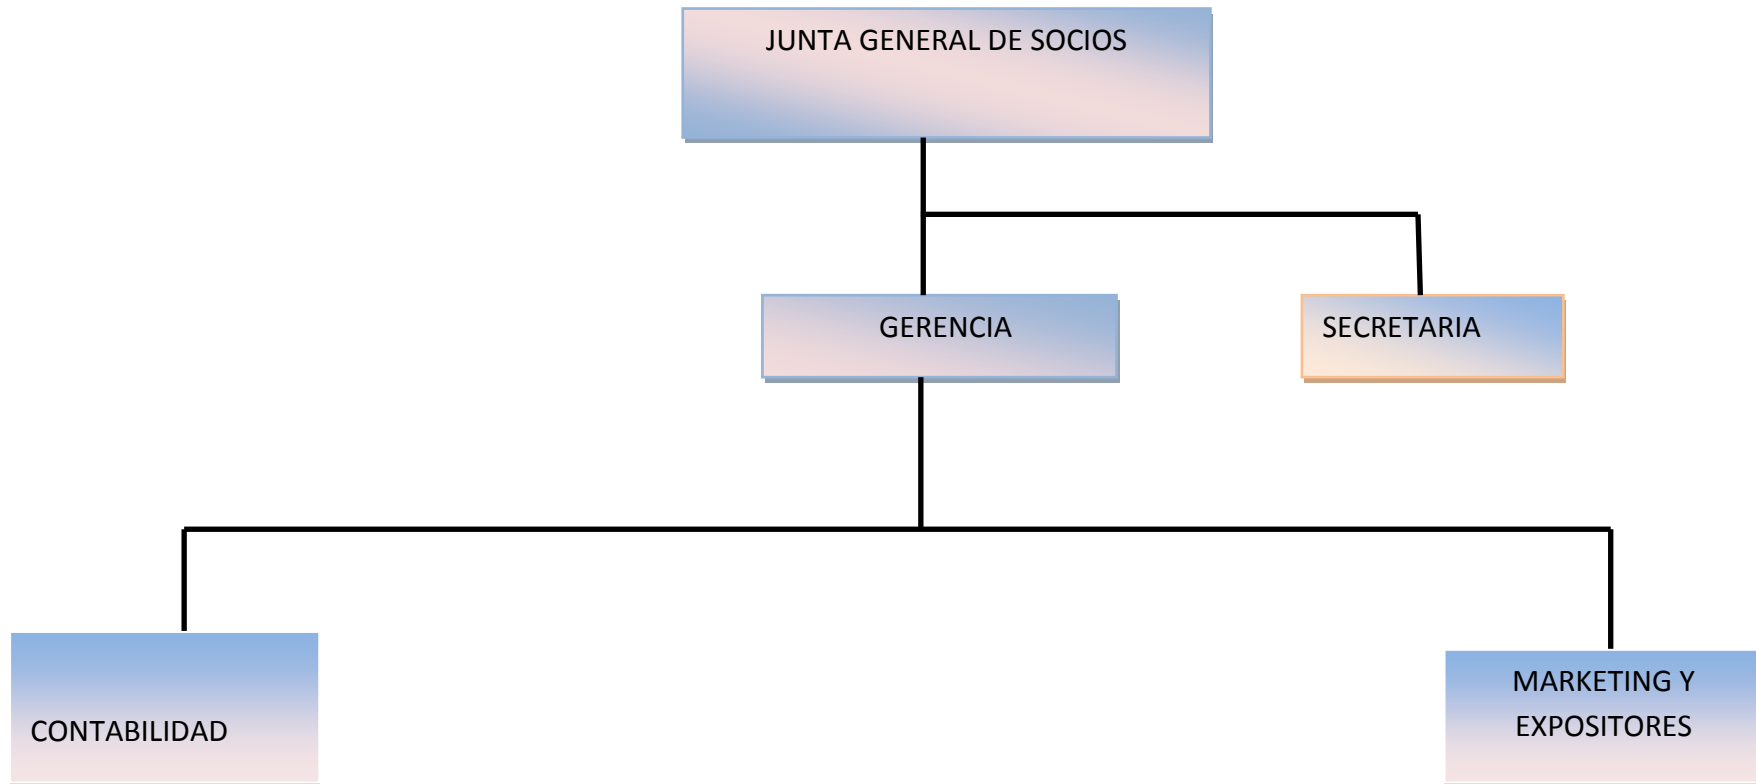 JUNTA GENERAL DE SOCIOS
GERENCIA
SECRETARIA
CONTABILIDAD
MARKETING Y
EXPOSITORES